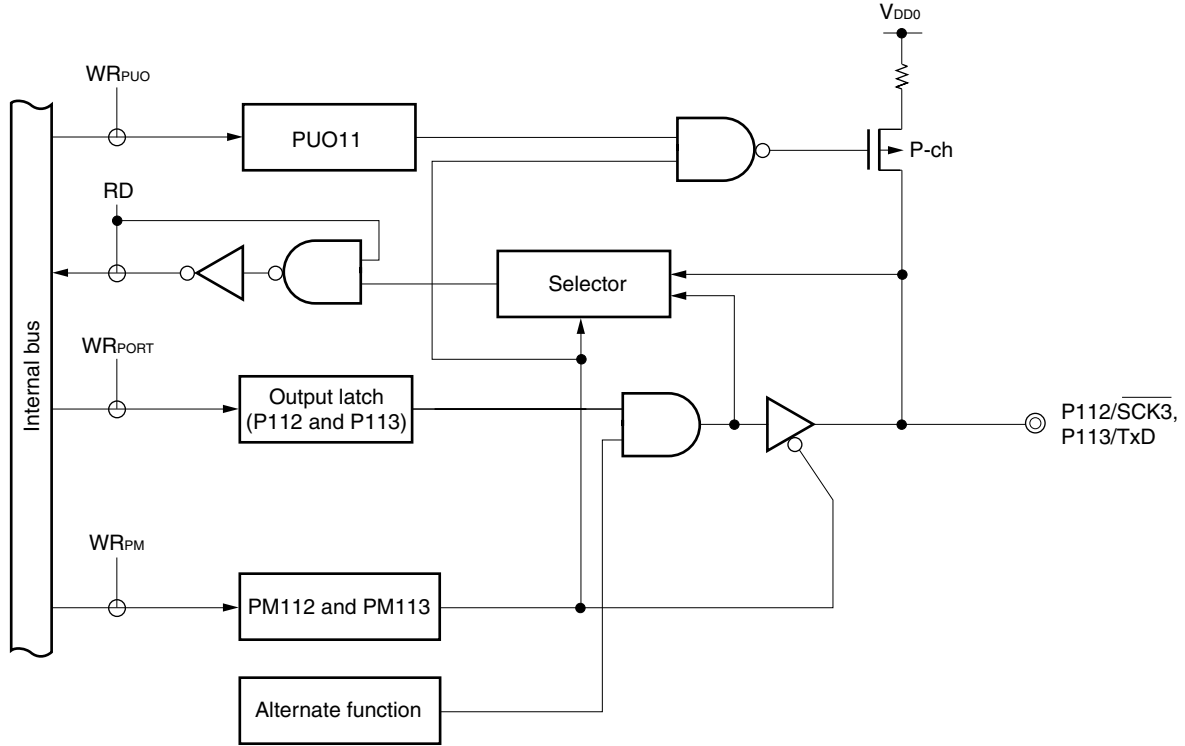 VDD0
WRPUO
PUO11
P-ch
RD
Selector
Internal bus
WRPORT
Output latch
(P112 and P113)
P112/SCK3,
P113/TxD
WRPM
PM112 and PM113
Alternate function